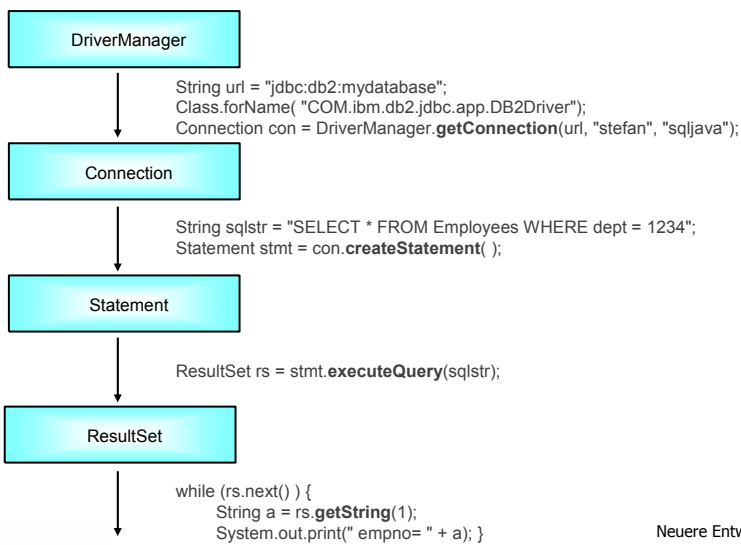 DriverManager
String url = "jdbc:db2:mydatabase";
Class.forName( "COM.ibm.db2.jdbc.app.DB2Driver");
Connection con = DriverManager.getConnection(url, "stefan", "sqljava");
Connection
String sqlstr = "SELECT * FROM Employees WHERE dept = 1234";
Statement stmt = con.createStatement( );
Statement
ResultSet rs = stmt.executeQuery(sqlstr);
ResultSet
while (rs.next() ) {
String a = rs.getString(1);
System.out.print(" empno= " + a); }
Neuere